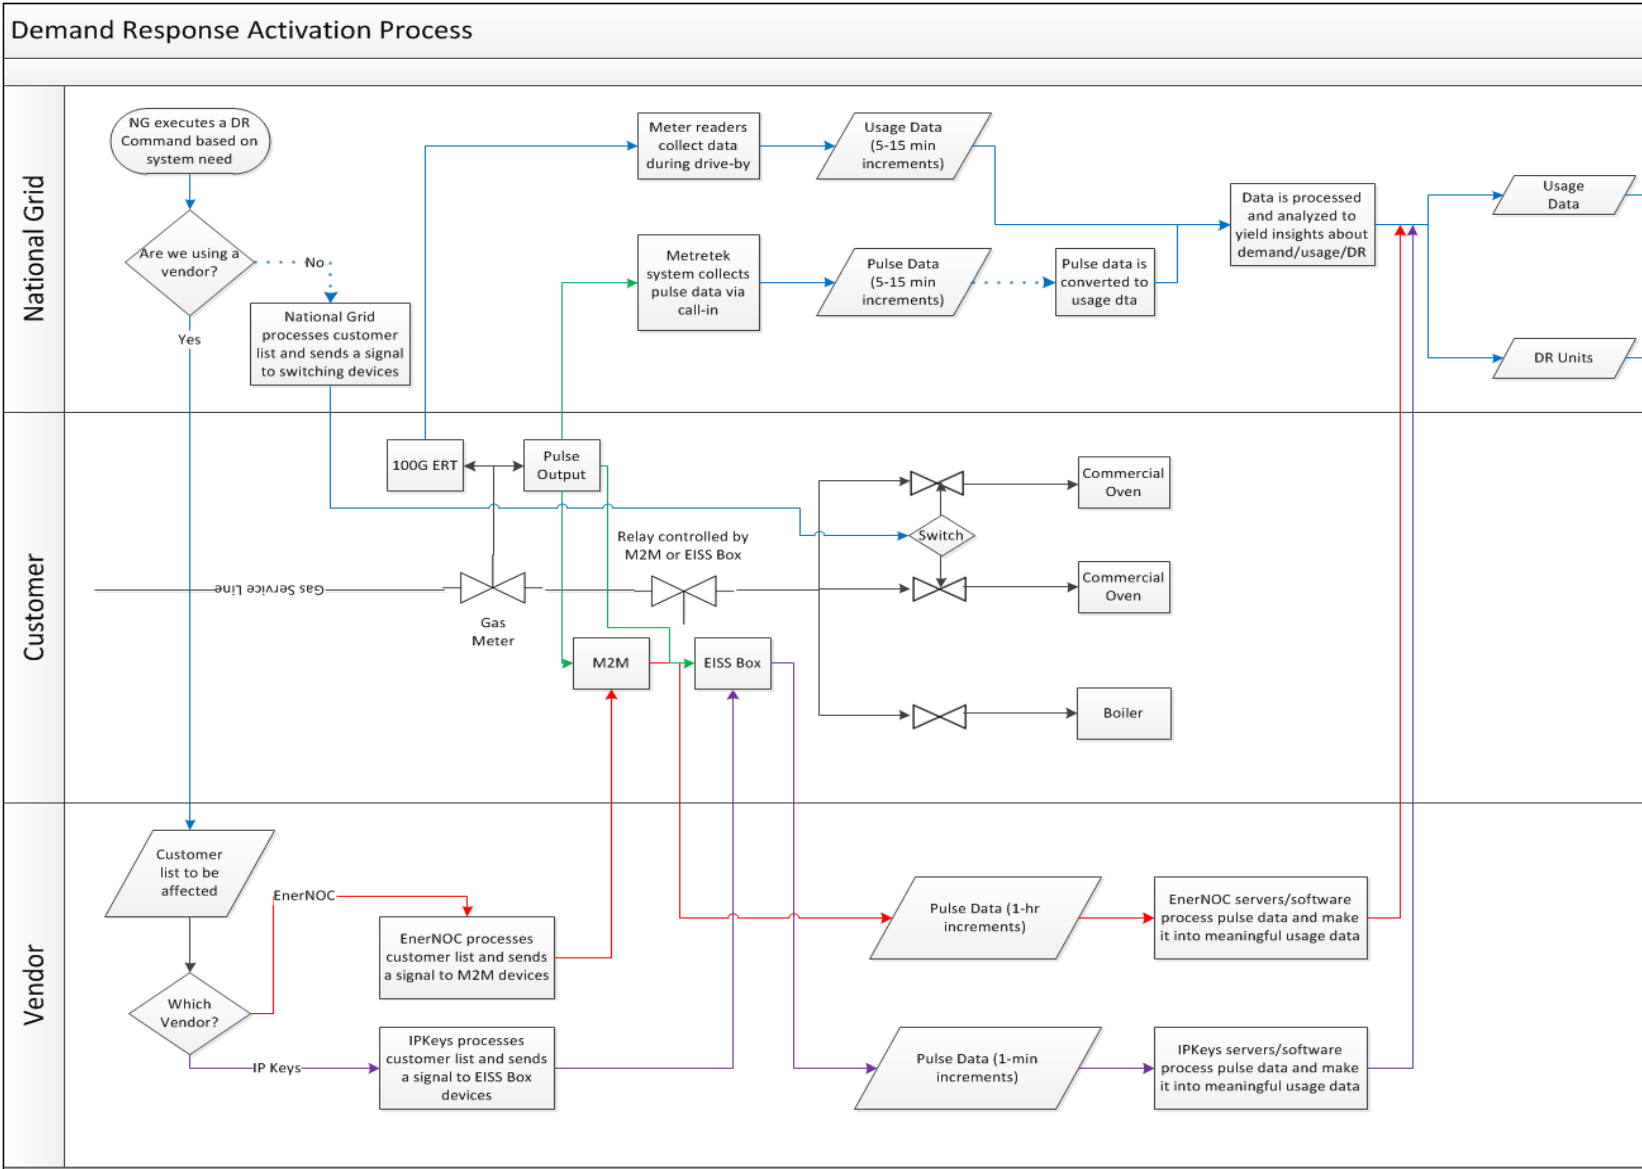 Demand Response Activation Process
National Grid
NG executes a DR
Command based on
system need
Are we using a
vendor?
No
Yes
National Grid
processes customer
list and sends a signal
to switching devices
Meter readers
collect data
during drive-by
Usage Data
(5-15 min
increments)
Metretek
system collects
pulse data via
call-in
Pulse Data
(5-15 min
increments)
Pulse data is
converted to
usage dta
Data is processed
and analyzed to
yield insights about
demand/usage/DR
Usage
Data
DR Units
Customer
100G ERT
Pulse
Output
Relay controlled by
M2M or EISS Box
Gas Service Line
Gas
Meter
M2M
EISS Box
Switch
Commercial
Oven
Commercial
Oven
Boiler
Vendor
Customer
list to be
affected
Which
Vendor?
EnerNOC
IP Keys
EnerNOC processes
customer list and sends
a signal to M2M devices
IPKeys processes
customer list and sends
a signal to EISS Box
devices
Pulse Data (1-hr
increments)
EnerNOC servers/software
process pulse data and make
it into meaningful usage data
Pulse Data (1-min
increments)
IPKeys servers/software
process pulse data and make
it into meaningful usage data